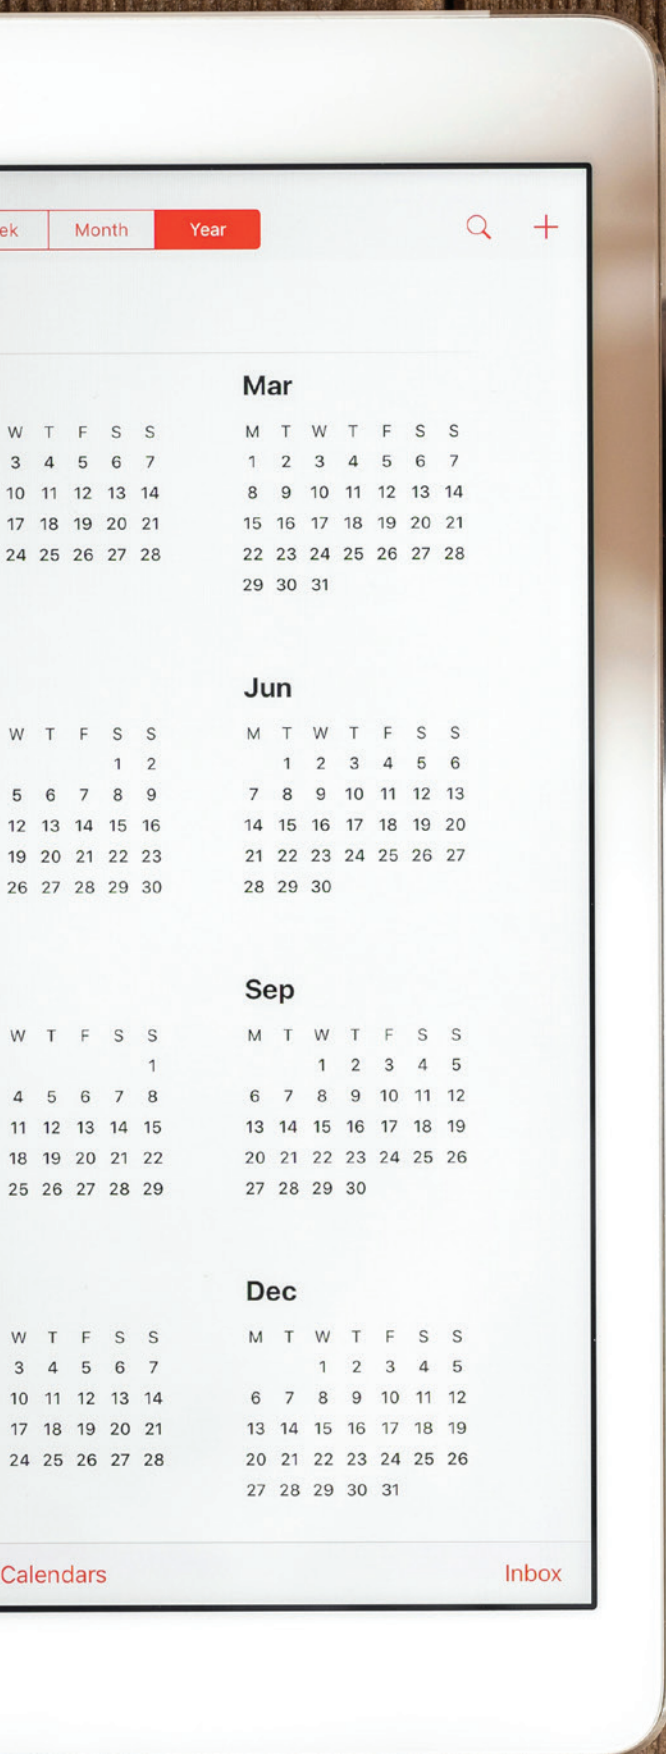 ek Month Year
Mar
W T F S S M T W T F S S
3 4 5 6 7 1 2 3 4 5 6 7
10 11 12 13 14 8 9 10 11 12 13 14
17 18 19 20 21 15 16 17 18 19 20 21
24 25 26 27 28 22 23 24 25 26 27 28
29 30 31
Jun
W T F S S M T W T F S S
1 2 1 2 3 4 5 6
5 6 7 8 9 7 8 9 10 11 12 13
12 13 14 15 16 14 15 16 17 18 19 20
19 20 21 22 23 21 22 23 24 25 26 27
26 27 28 29 30 28 29 30
Sep
W T F S S M T W T F S S
1 1 2 3 4 5
4 5 6 7 8 6 7 8 9 10 11 12
11 12 13 14 15 13 14 15 16 17 18 19
18 19 20 21 22 20 21 22 23 24 25 26
25 26 27 28 29 27 28 29 30
Dec
W T F S S M T W T F S S
3 4 5 6 7 1 2 3 4 5
10 11 12 13 14 6 7 8 9 10 11 12
17 18 19 20 21 13 14 15 16 17 18 19
24 25 26 27 28 20 21 22 23 24 25 26
27 28 29 30 31
Calendars Inbox